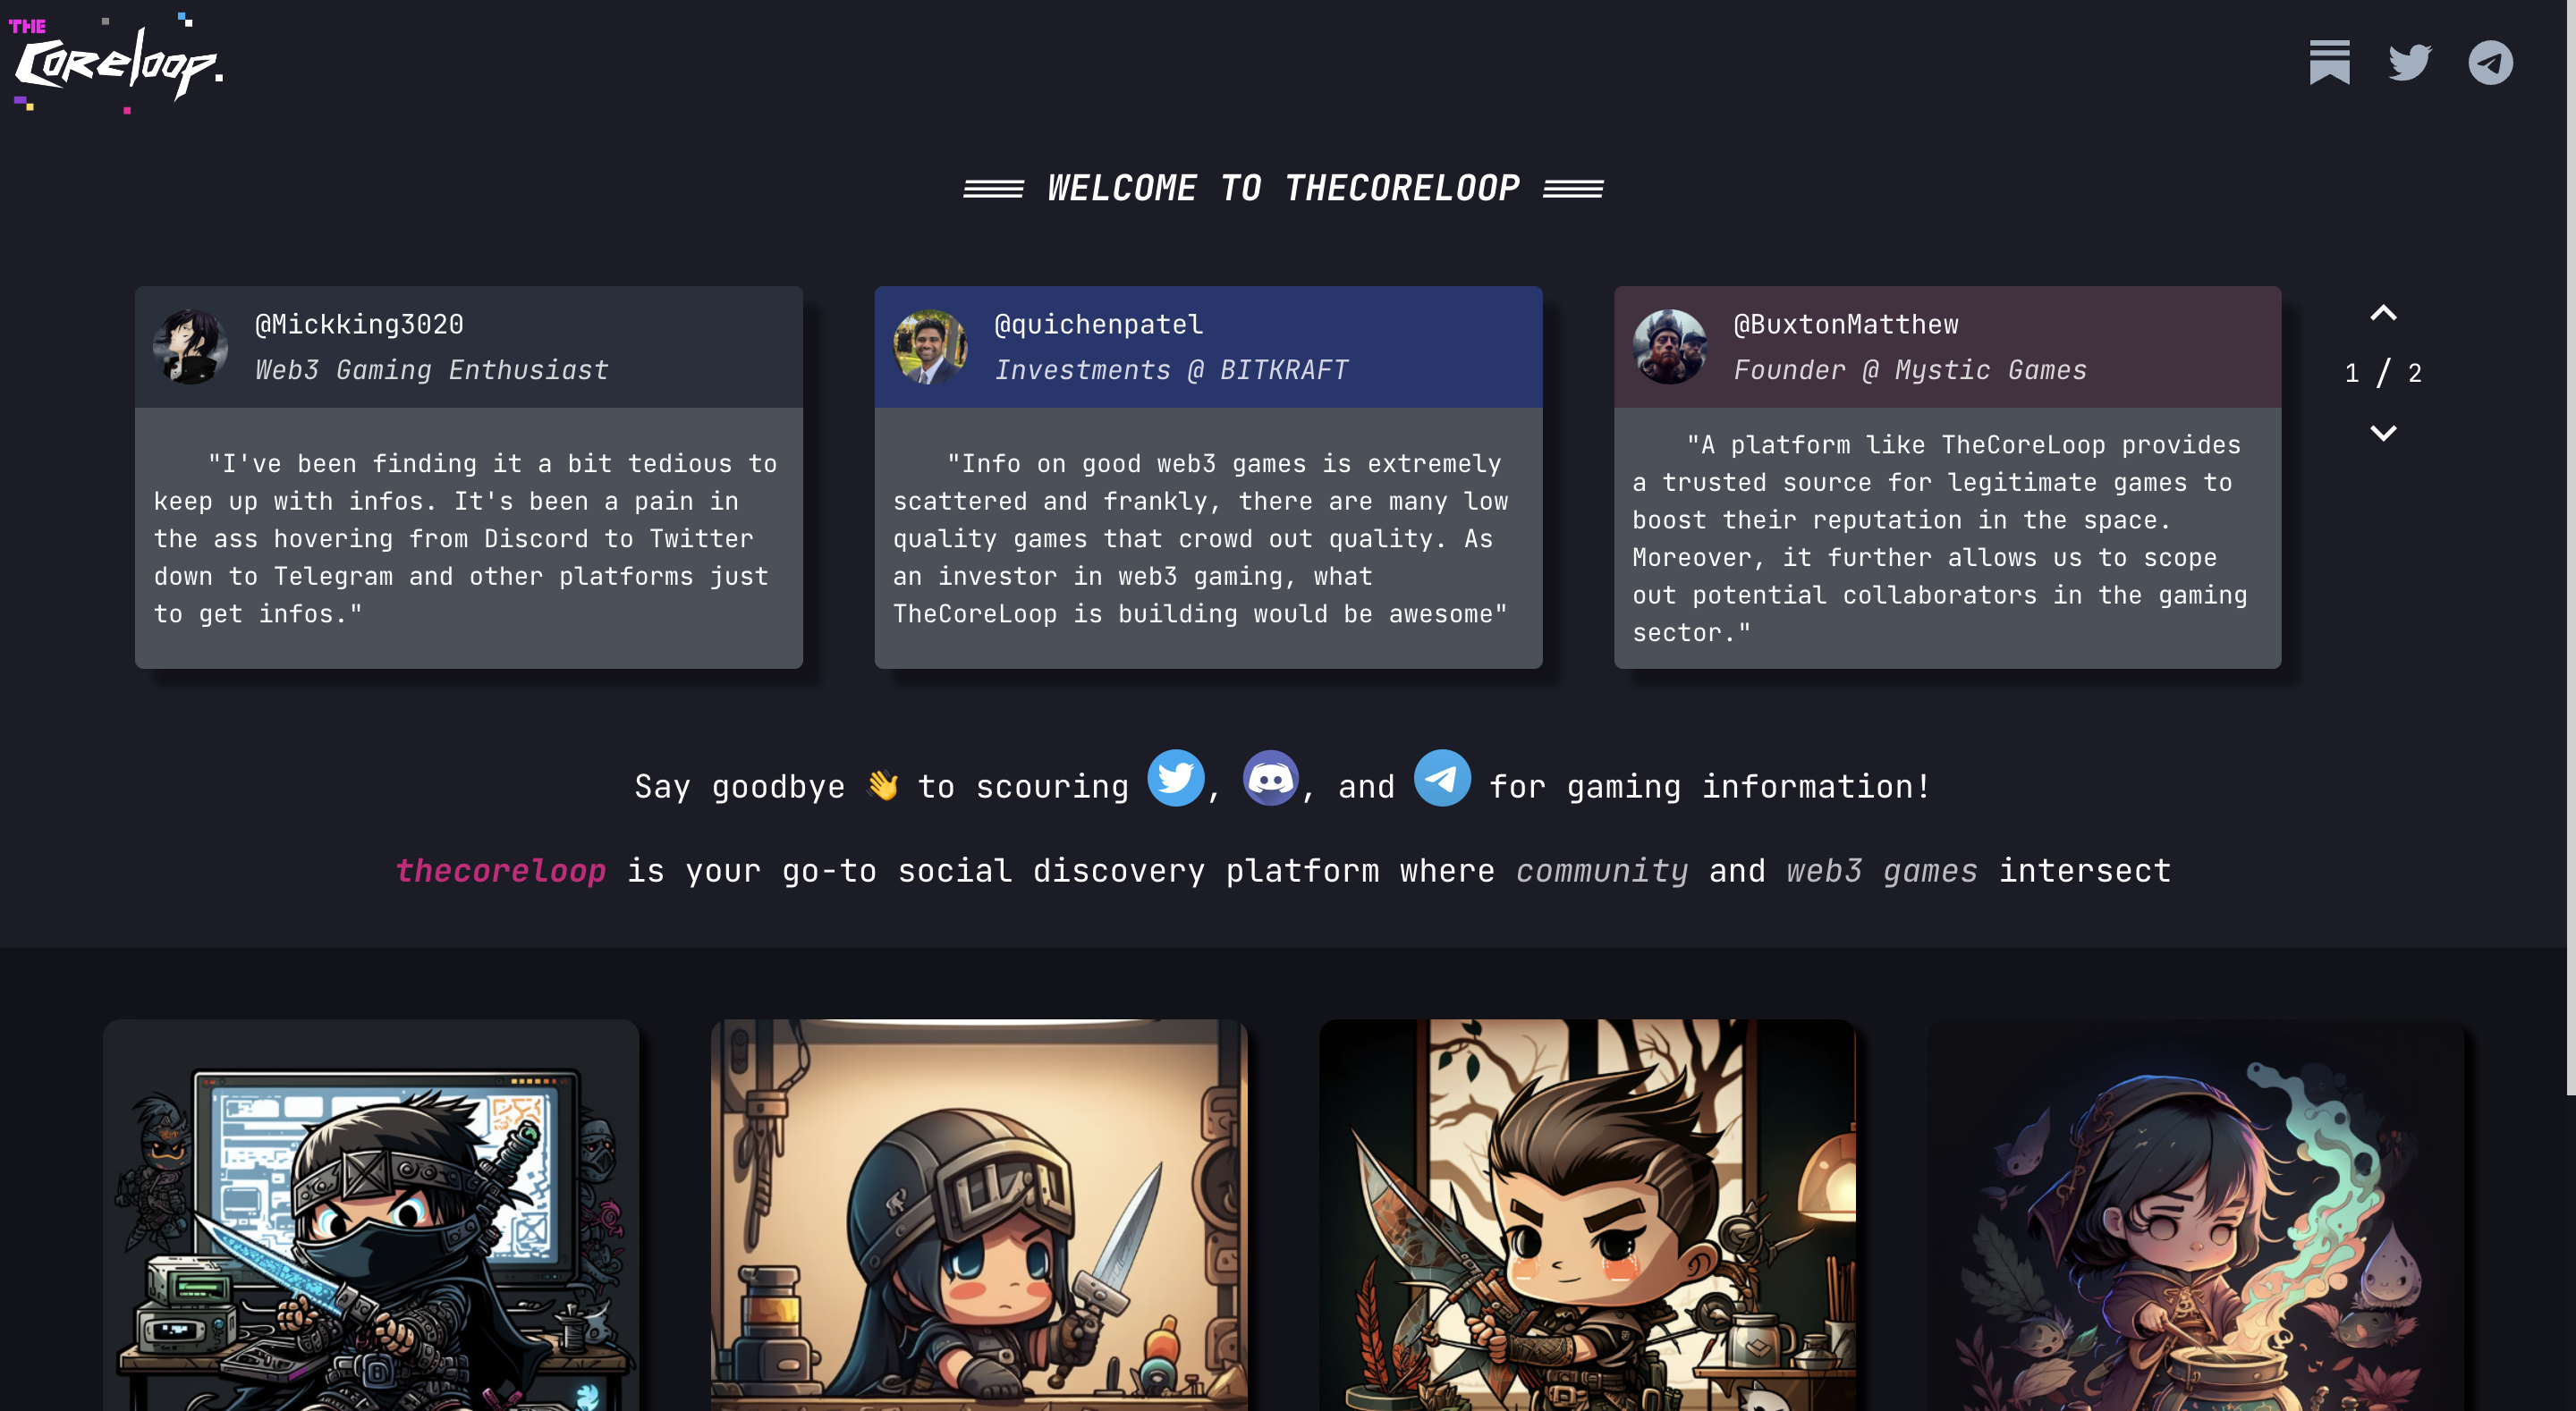 THE
Coreloop.
WELCOME TO THECORELOOP
@Mickking3020
Web3 Gaming Enthusiast
"I've been finding it a bit tedious to
keep up with infos. It's been a pain in
the ass hovering from Discord to Twitter
down to Telegram and other platforms just
to get infos."
@quichenpatel
Investments @ BITKRAFT
"Info on good web3 games is extremely
scattered and frankly, there are many low
quality games that crowd out quality. As
an investor in web3 gaming, what
TheCoreLoop is building would be awesome"
@BuxtonMatthew
Founder @ Mystic Games
"A platform like TheCoreLoop provides
a trusted source for legitimate games to
boost their reputation in the space.
Moreover, it further allows us to scope
out potential collaborators in the gaming
sector."
1 / 2
Say goodbye 👋 to scouring , , and for gaming information!
thecoreloop is your go-to social discovery platform where community and web3 games intersect